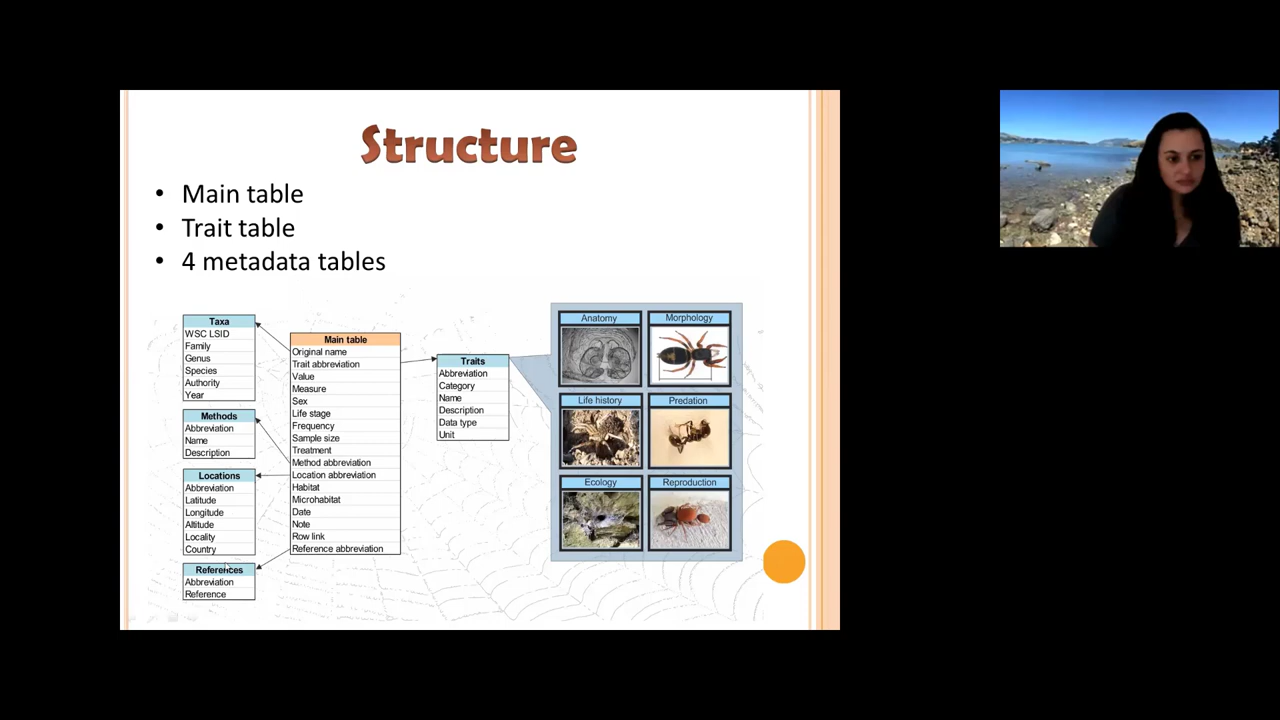 Structure
• Main table
• Trait table
• 4 metadata tables
Taxa
WSC LSID
Family
Genus
Species
Authority
Year
Methods
Abbreviation
Name
Description
Locations
Abbreviation
Latitude
Longitude
Altitude
Locality
Country
References
Abbreviation
Reference
Main table
Original name
Trait abbreviation
Value
Measure
Sex
Life stage
Frequency
Sample size
Treatment
Method abbreviation
Location abbreviation
Habitat
Microhabitat
Date
Note
Row link
Reference abbreviation
Traits
Abbreviation
Category
Name
Description
Data type
Unit
Anatomy
Morphology
Life history
Predation
Ecology
Reproduction